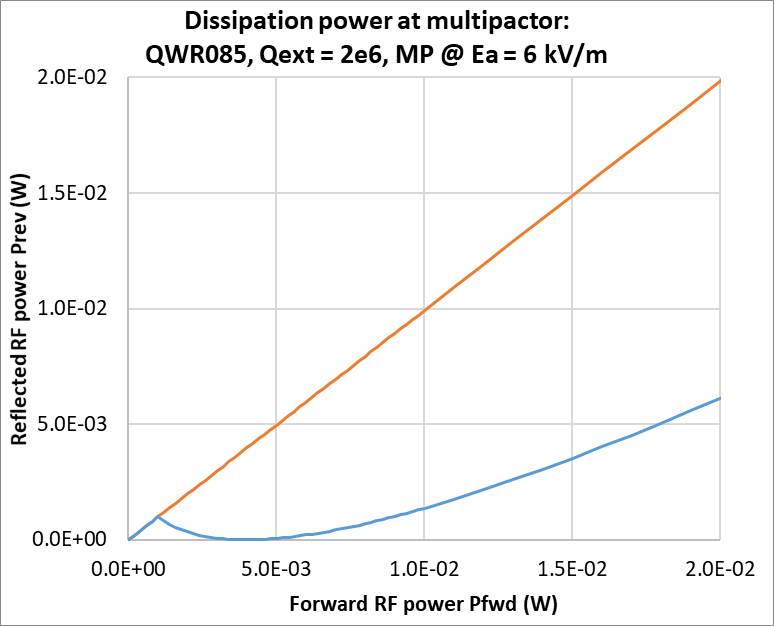 Dissipation power at multipactor:
QWR085, Qext = 2e6, MP @ Ea = 6 kV/m
2.0E-02
1.5E-02
1.0E-02
5.0E-03
0.0E+00
Reflected RF power Prev (W)
0.0E+00 5.0E-03 1.0E-02 1.5E-02 2.0E-02
Forward RF power Pfwd (W)